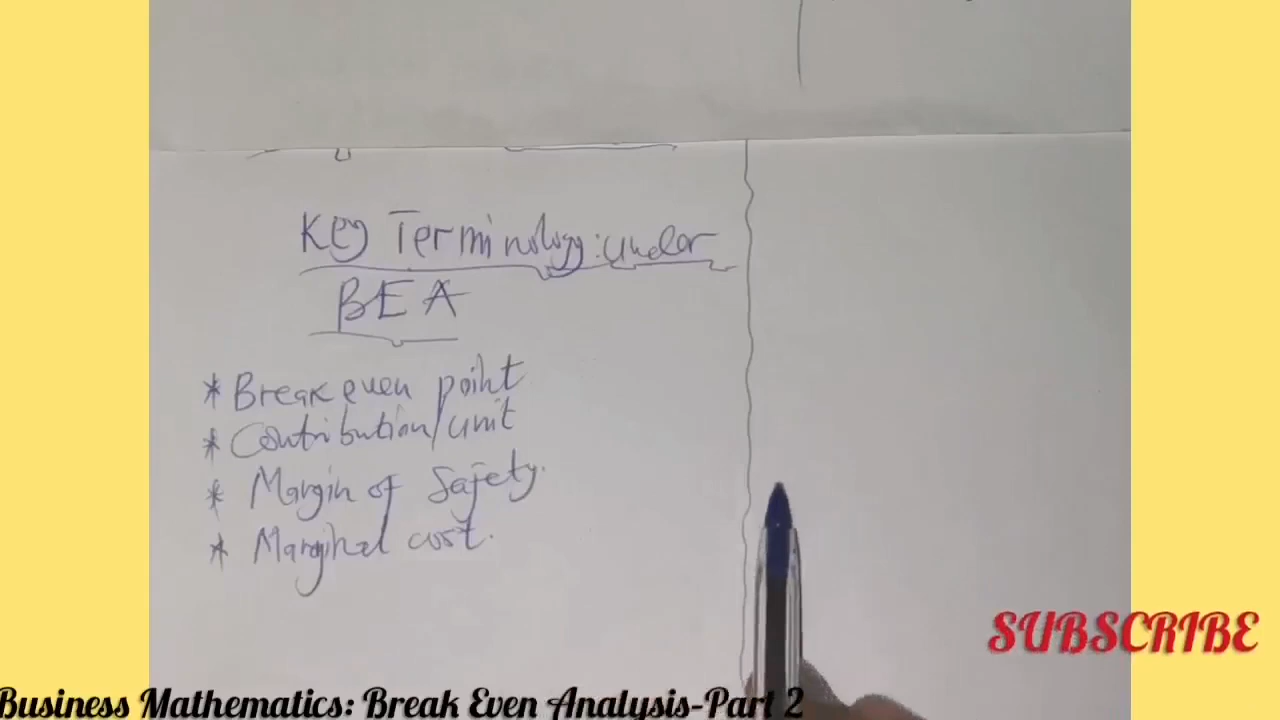 Key Terminology: under
BEA
* Break even point
* Contribution/unit
* Margin of Safety.
* Marginal cost.
SUBSCRIBE
Business Mathematics: Break Even Analysis-Part 2